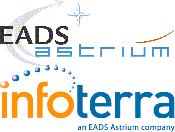 EADS
astrium
infoterra
an EADS Astrium company